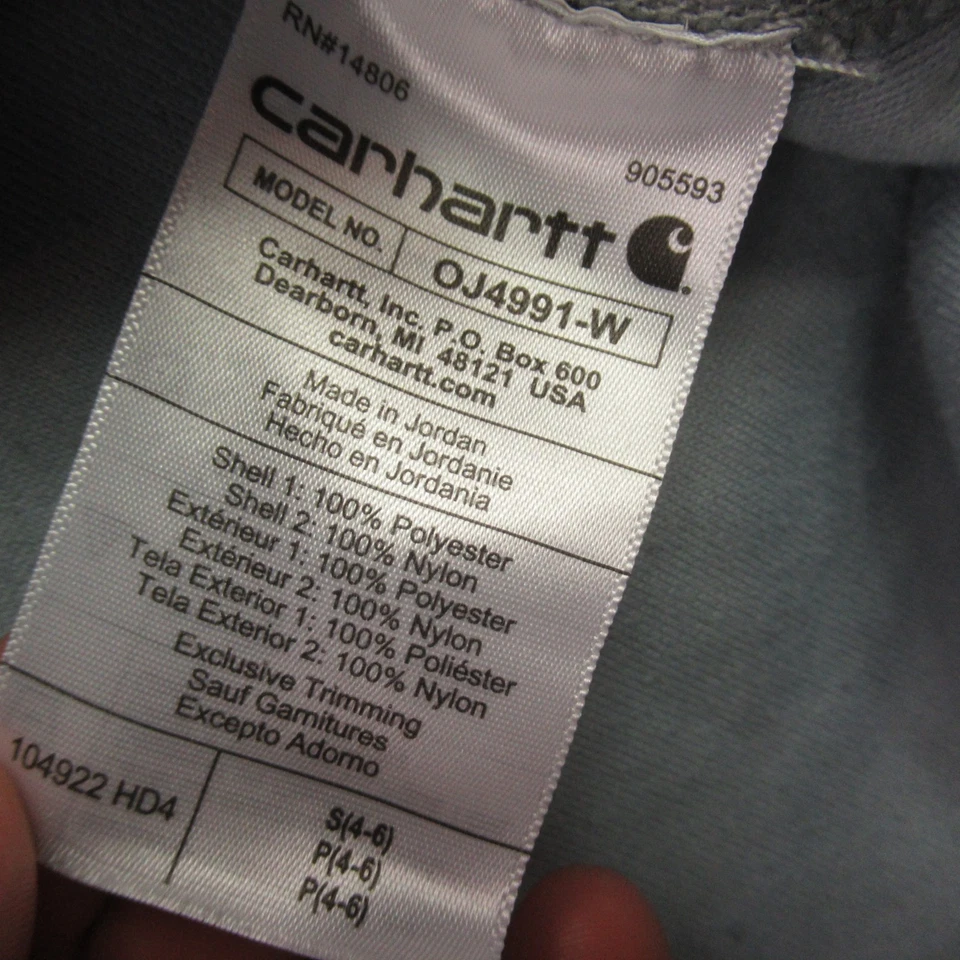 RN#14806
905593
carhartt
MODEL NO. OJ4991-W
Carhartt, Inc. P.O. Box 600
Dearborn, MI 48121 USA
carhartt.com
Made in Jordan
Fabriqué en Jordanie
Hecho en Jordania
Shell 1: 100% Polyester
Shell 2: 100% Nylon
Extérieur 1: 100% Polyester
Extérieur 2: 100% Nylon
Tela Exterior 1: 100% Poliéster
Tela Exterior 2: 100% Nylon
Exclusive Trimming
Sauf Garnitures
Excepto Adorno
104922 HD4
S(4-6)
P(4-6)
P(4-6)